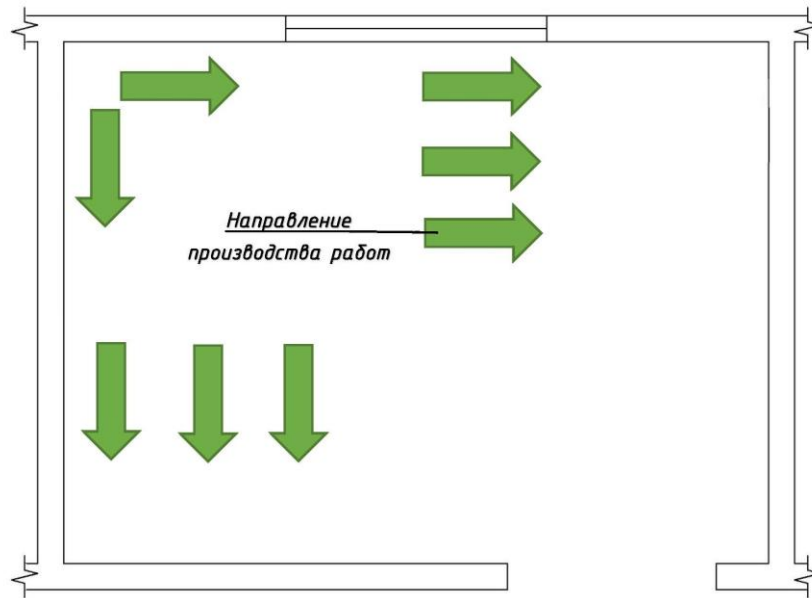 Направление
производства работ